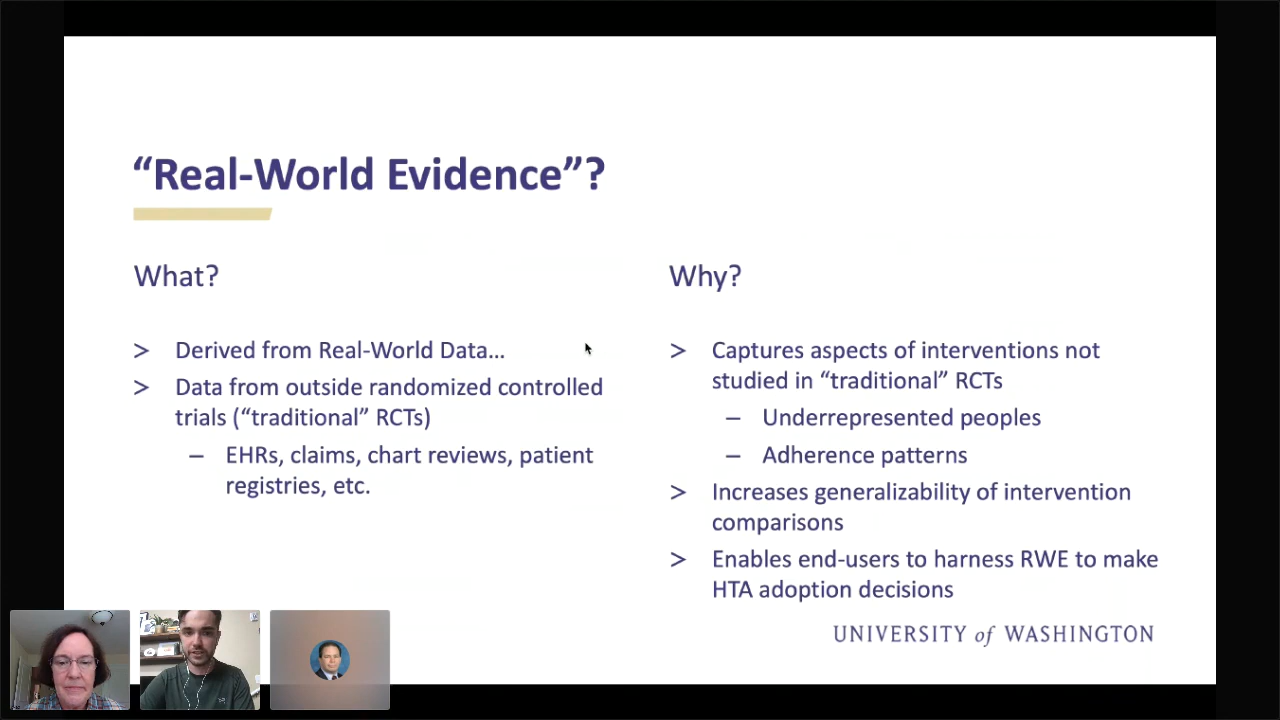 “Real-World Evidence”?
What?
> Derived from Real-World Data...
> Data from outside randomized controlled
trials (“traditional” RCTs)
– EHRs, claims, chart reviews, patient
registries, etc.
Why?
> Captures aspects of interventions not
studied in “traditional” RCTs
– Underrepresented peoples
– Adherence patterns
> Increases generalizability of intervention
comparisons
> Enables end-users to harness RWE to make
HTA adoption decisions
UNIVERSITY of WASHINGTON